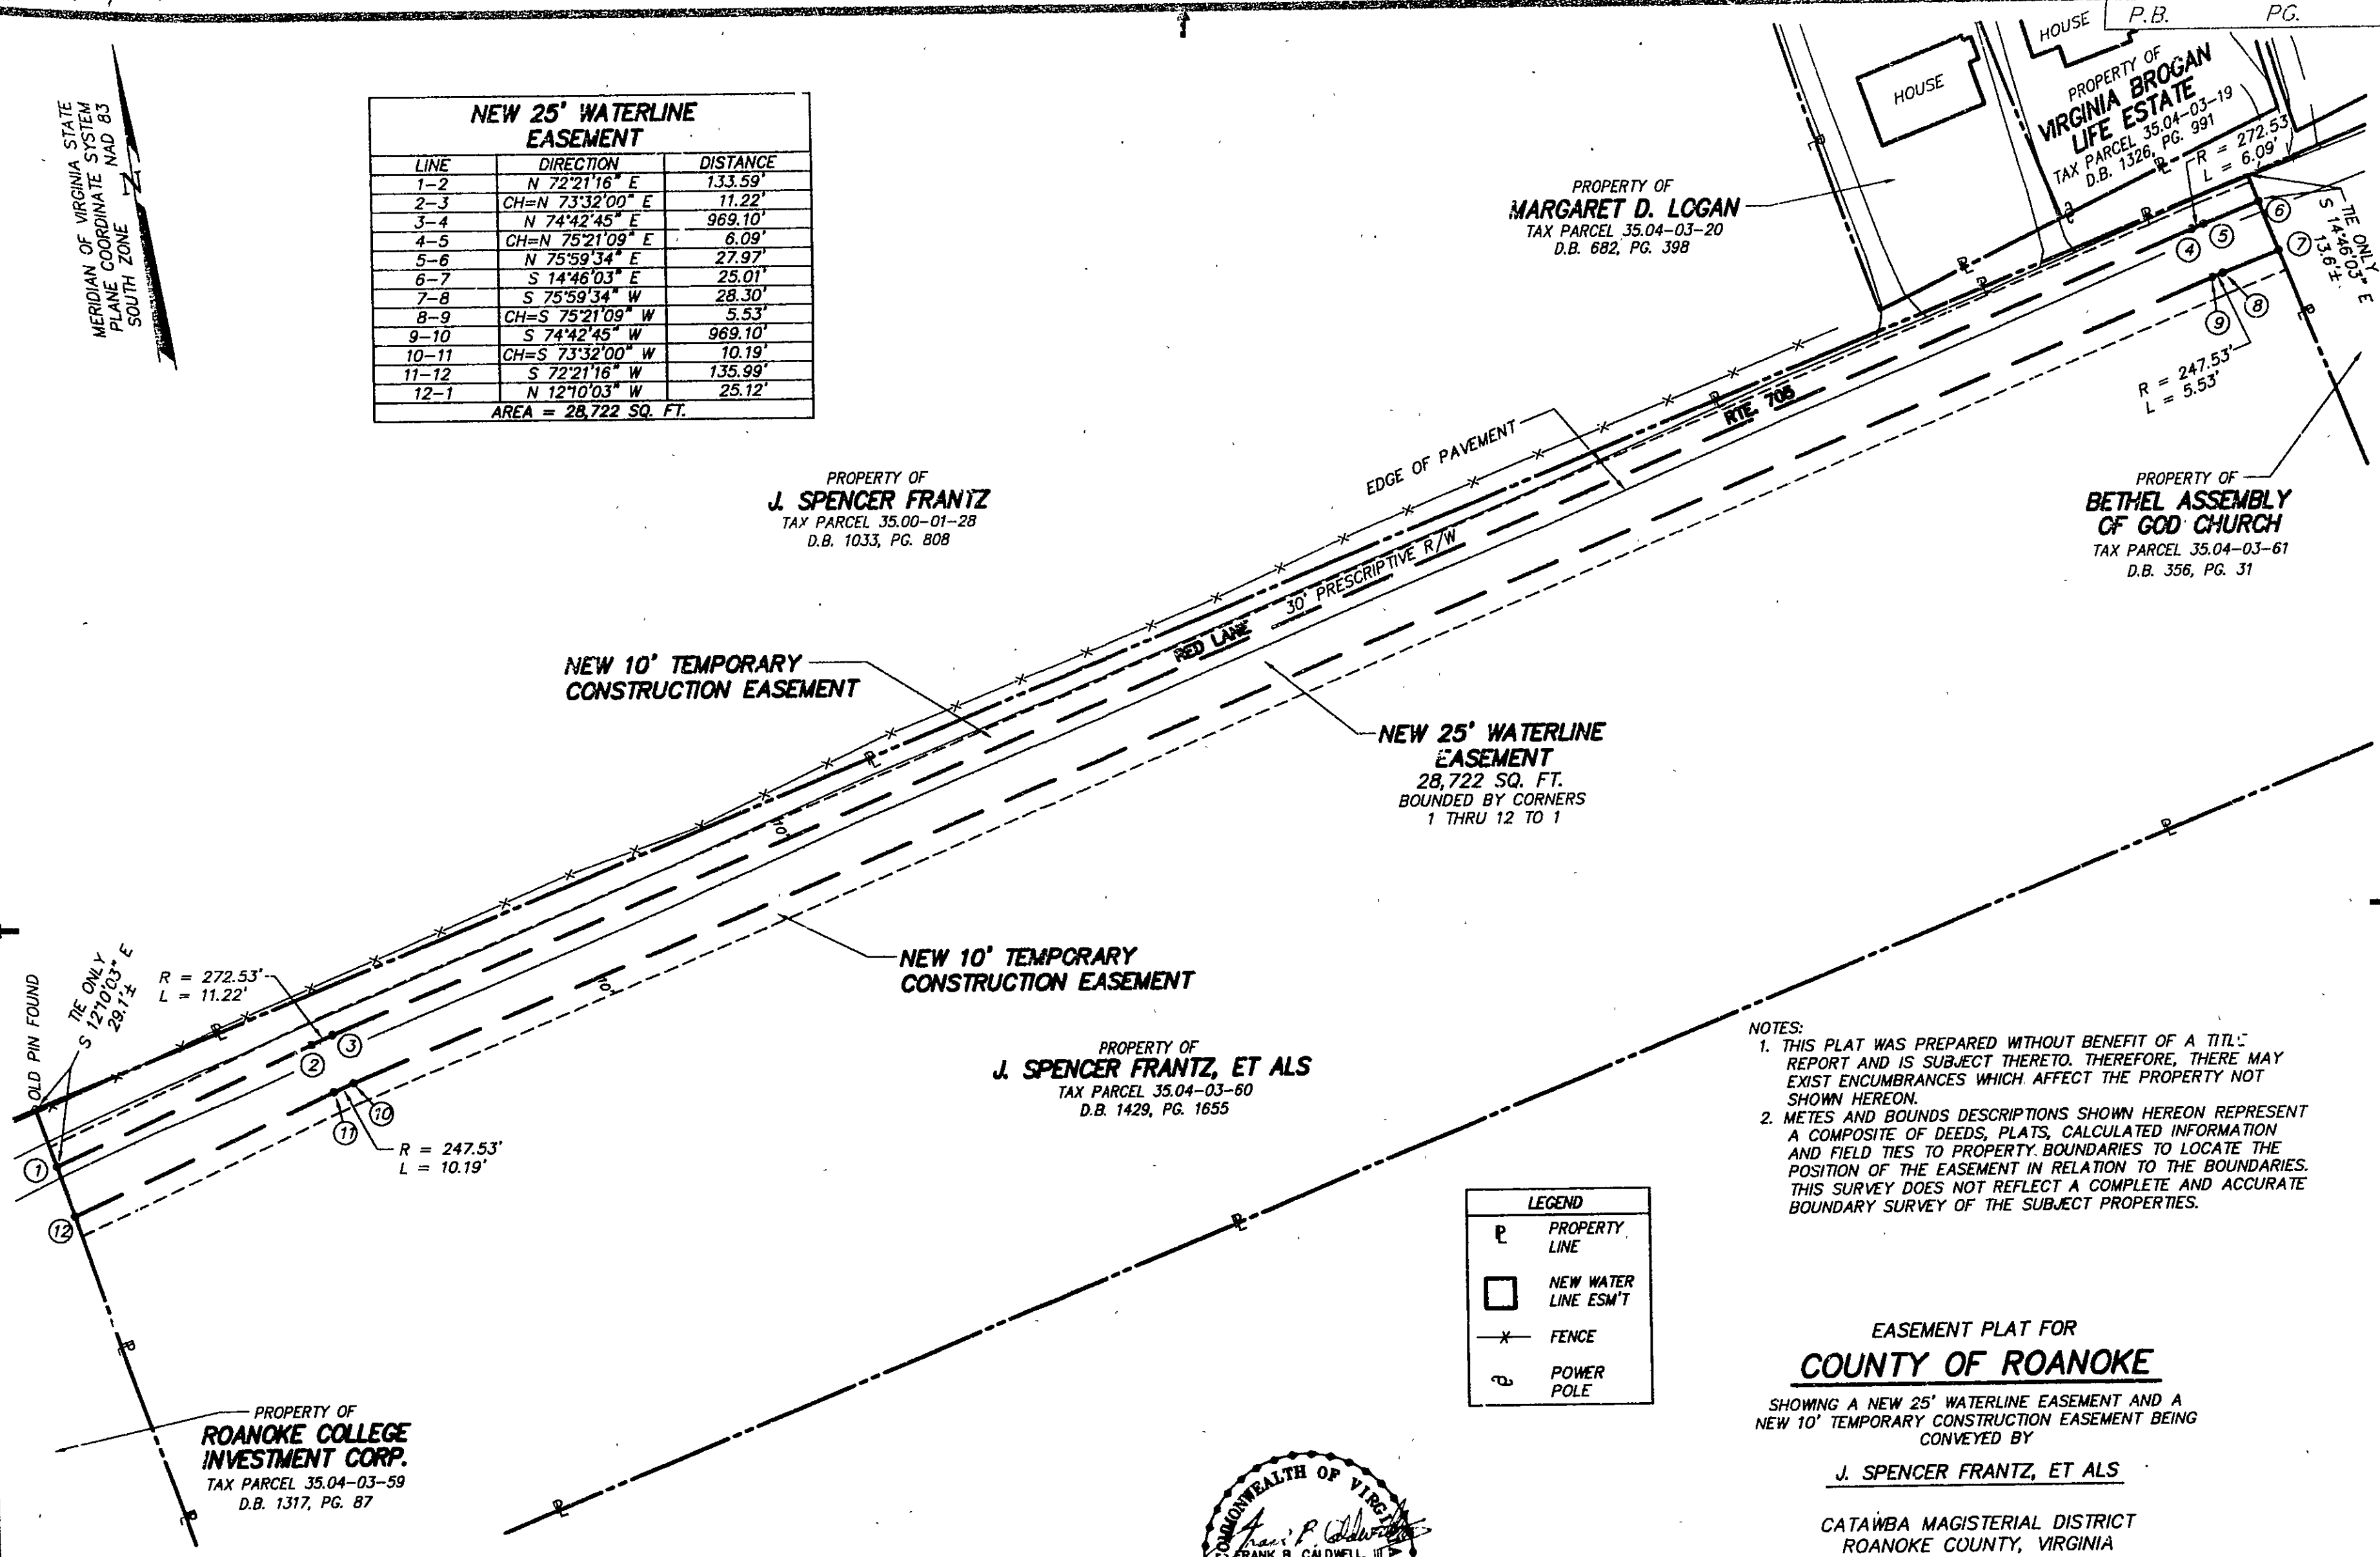 P.B. PG.
MERIDIAN OF VIRGINIA STATE
PLANE COORDINATE SYSTEM
SOUTH ZONE NAD 83
N
NEW 25' WATERLINE
EASEMENT
LINE DIRECTION DISTANCE
1-2 N 72°21'16" E 133.59'
2-3 CH=N 73°32'00" E 11.22'
3-4 N 74°42'45" E 969.10'
4-5 CH=N 75°21'09" E 6.09'
5-6 N 75°59'34" E 27.97'
6-7 S 14°46'03" E 25.01'
7-8 S 75°59'34" W 28.30'
8-9 CH=S 75°21'09" W 5.53'
9-10 S 74°42'45" W 969.10'
10-11 CH=S 73°32'00" W 10.19'
11-12 S 72°21'16" W 135.99'
12-1 N 12°10'03" W 25.12'
AREA = 28,722 SQ. FT.
HOUSE
HOUSE
PROPERTY OF
VIRGINIA BROGAN
LIFE ESTATE
TAX PARCEL 35.04-03-19
D.B. 1326, PG. 991
R = 272.53'
L = 6.09'
PROPERTY OF
MARGARET D. LOGAN
TAX PARCEL 35.04-03-20
D.B. 682, PG. 398
TIE ONLY
S 14°46'03" E
13.6'±
4
5
6
7
8
9
R = 247.53'
L = 5.53'
RTE. 705
EDGE OF PAVEMENT
PROPERTY OF
J. SPENCER FRANTZ
TAX PARCEL 35.00-01-28
D.B. 1033, PG. 808
PROPERTY OF
BETHEL ASSEMBLY
OF GOD CHURCH
TAX PARCEL 35.04-03-61
D.B. 356, PG. 31
30' PRESCRIPTIVE R/W
RED LANE
NEW 10' TEMPORARY
CONSTRUCTION EASEMENT
NEW 25' WATERLINE
EASEMENT
28,722 SQ. FT.
BOUNDED BY CORNERS
1 THRU 12 TO 1
10'
NEW 10' TEMPORARY
CONSTRUCTION EASEMENT
10'
OLD PIN FOUND
TIE ONLY
S 12°10'03" E
29.1'±
R = 272.53'
L = 11.22'
2
3
10
11
R = 247.53'
L = 10.19'
1
12
PROPERTY OF
J. SPENCER FRANTZ, ET ALS
TAX PARCEL 35.04-03-60
D.B. 1429, PG. 1655
NOTES:
1. THIS PLAT WAS PREPARED WITHOUT BENEFIT OF A TITLE
REPORT AND IS SUBJECT THERETO. THEREFORE, THERE MAY
EXIST ENCUMBRANCES WHICH AFFECT THE PROPERTY NOT
SHOWN HEREON.
2. METES AND BOUNDS DESCRIPTIONS SHOWN HEREON REPRESENT
A COMPOSITE OF DEEDS, PLATS, CALCULATED INFORMATION
AND FIELD TIES TO PROPERTY BOUNDARIES TO LOCATE THE
POSITION OF THE EASEMENT IN RELATION TO THE BOUNDARIES.
THIS SURVEY DOES NOT REFLECT A COMPLETE AND ACCURATE
BOUNDARY SURVEY OF THE SUBJECT PROPERTIES.
LEGEND
PROPERTY
LINE
NEW WATER
LINE ESM'T
FENCE
POWER
POLE
PROPERTY OF
ROANOKE COLLEGE
INVESTMENT CORP.
TAX PARCEL 35.04-03-59
D.B. 1317, PG. 87
COMMONWEALTH OF VIRGINIA
FRANK B. CALDWELL, III
EASEMENT PLAT FOR
COUNTY OF ROANOKE
SHOWING A NEW 25' WATERLINE EASEMENT AND A
NEW 10' TEMPORARY CONSTRUCTION EASEMENT BEING
CONVEYED BY
J. SPENCER FRANTZ, ET ALS
CATAWBA MAGISTERIAL DISTRICT
ROANOKE COUNTY, VIRGINIA